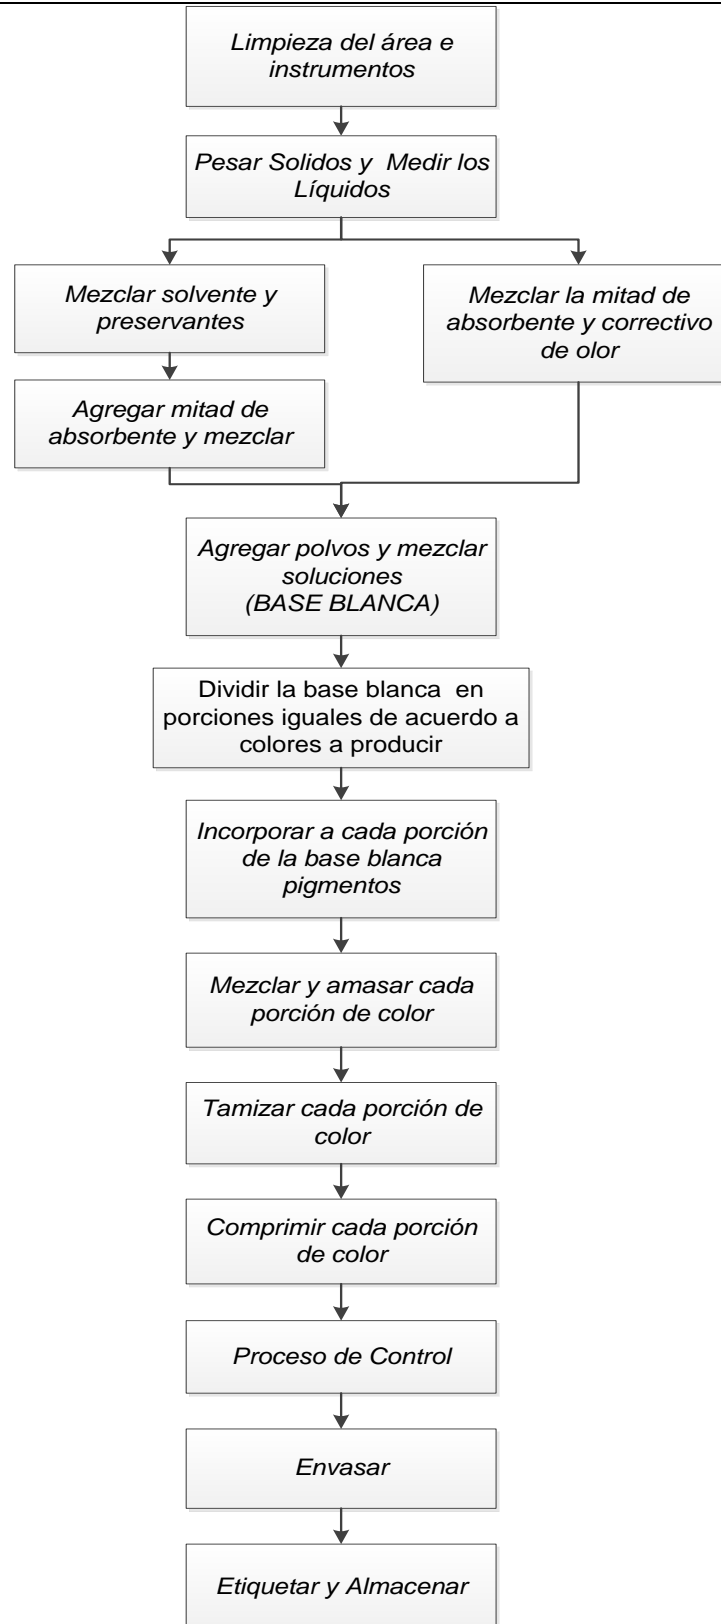 Limpieza del área e
instrumentos
Pesar Solidos y Medir los
Líquidos
Mezclar solvente y
preservantes
Mezclar la mitad de
absorbente y correctivo
de olor
Agregar mitad de
absorbente y mezclar
Agregar polvos y mezclar
soluciones
(BASE BLANCA)
Dividir la base blanca en
porciones iguales de acuerdo a
colores a producir
Incorporar a cada porción
de la base blanca
pigmentos
Mezclar y amasar cada
porción de color
Tamizar cada porción de
color
Comprimir cada porción
de color
Proceso de Control
Envasar
Etiquetar y Almacenar